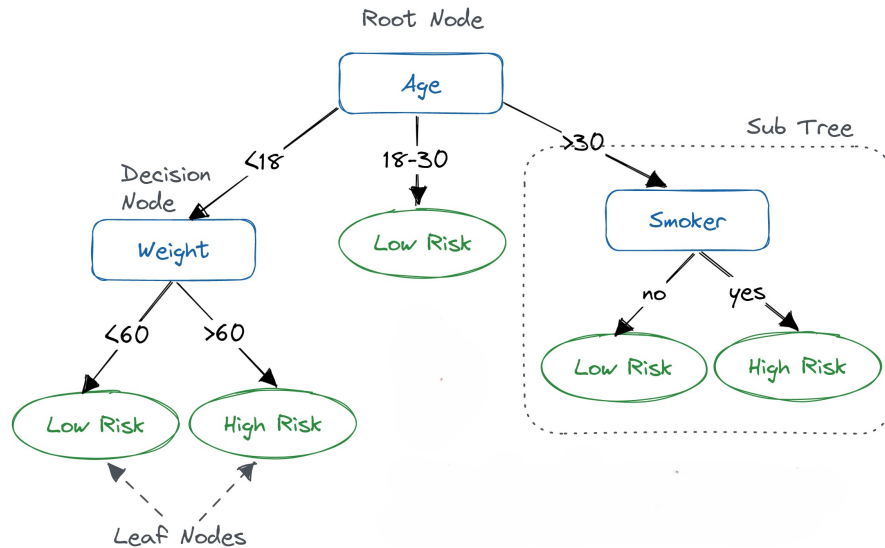 Root Node
Age
Sub Tree
<18
18-30
>30
Decision
Node
Weight
Low Risk
Smoker
<60
>60
no
yes
Low Risk
High Risk
Low Risk
High Risk
Leaf Nodes